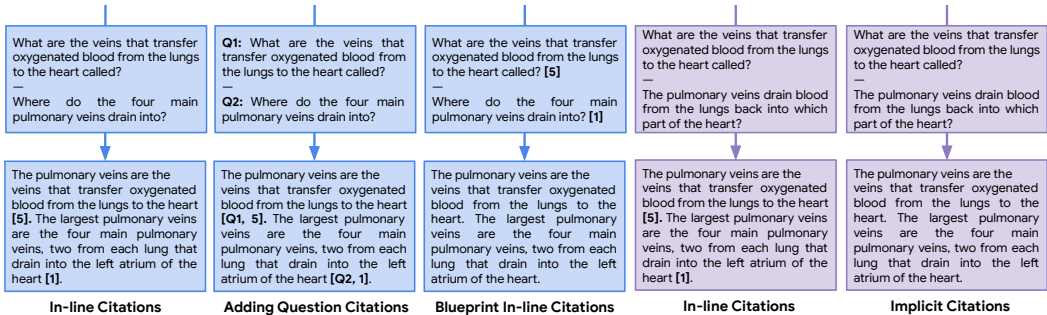 What are the veins that transfer
oxygenated blood from the lungs
to the heart called?
—
Where do the four main
pulmonary veins drain into?
The pulmonary veins are the
veins that transfer oxygenated
blood from the lungs to the heart
[5]. The largest pulmonary veins
are the four main pulmonary
veins, two from each lung that
drain into the left atrium of the
heart [1].
In-line Citations
Q1: What are the veins that
transfer oxygenated blood from
the lungs to the heart called?
—
Q2: Where do the four main
pulmonary veins drain into?
The pulmonary veins are the
veins that transfer oxygenated
blood from the lungs to the heart
[Q1, 5]. The largest pulmonary
veins are the four main
pulmonary veins, two from each
lung that drain into the left
atrium of the heart [Q2, 1].
Adding Question Citations
What are the veins that transfer
oxygenated blood from the lungs
to the heart called? [5]
—
Where do the four main
pulmonary veins drain into? [1]
The pulmonary veins are the
veins that transfer oxygenated
blood from the lungs to the
heart. The largest pulmonary
veins are the four main
pulmonary veins, two from each
lung that drain into the left
atrium of the heart.
Blueprint In-line Citations
What are the veins that transfer
oxygenated blood from the lungs
to the heart called?
—
The pulmonary veins drain blood
from the lungs back into which
part of the heart?
The pulmonary veins are the
veins that transfer oxygenated
blood from the lungs to the heart
[5]. The largest pulmonary veins
are the four main pulmonary
veins, two from each lung that
drain into the left atrium of the
heart [1].
In-line Citations
What are the veins that transfer
oxygenated blood from the lungs
to the heart called?
—
The pulmonary veins drain blood
from the lungs back into which
part of the heart?
The pulmonary veins are the
veins that transfer oxygenated
blood from the lungs to the
heart. The largest pulmonary
veins are the four main
pulmonary veins, two from each
lung that drain into the left
atrium of the heart.
Implicit Citations